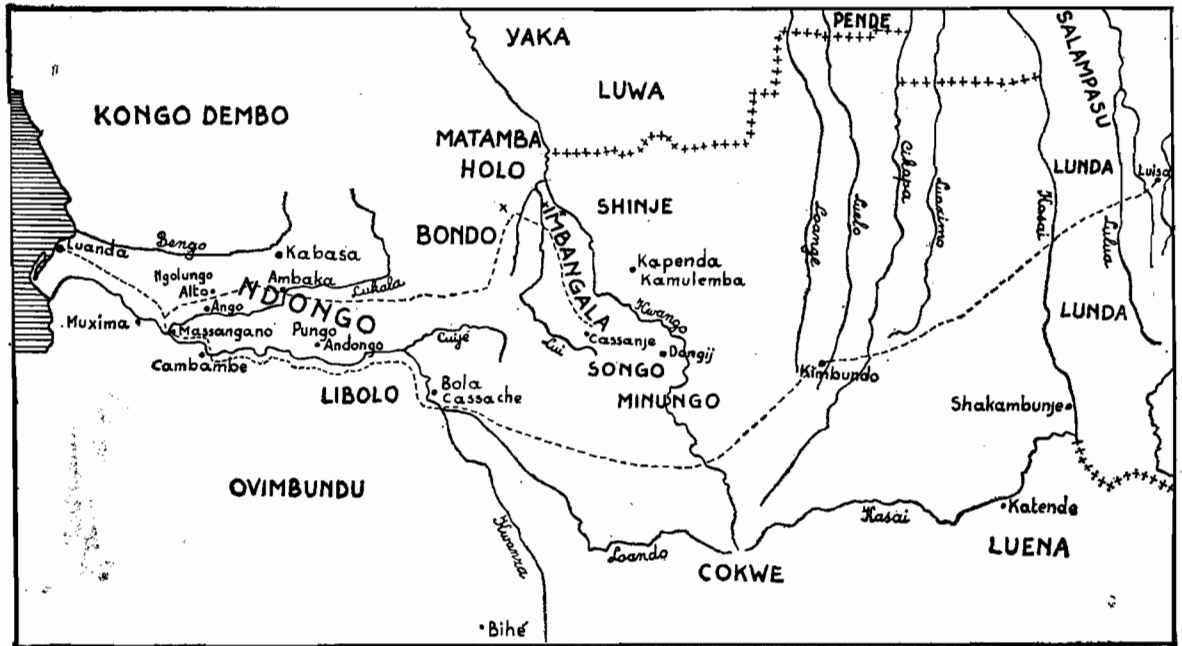 PENDE
SALAMPASU
YAKA
LUWA
KONGO DEMBO
MATAMBA
HOLO
LUNDA
Luisa
SHINJE
Loange
Luelo
Cihapa
Luaximo
Kasai
Lulua
IMBANGALA
BONDO
Luanda
Bengo
Kabasa
Kapenda
Kamulemba
Ngolungo
Alto
Ambaka
Lukala
NDONGO
Ango
Kwango
LUNDA
Muxima
Massangano
Pungo
Andongo
Cuije
Lui
Cassanje
Dongij
Cambambe
SONGO
Kimbundo
LIBOLO
Bola
Cassache
MINUNGO
Shakambunje
OVIMBUNDU
Kwanza
Kasai
Katende
Loando
LUENA
COKWE
Bihé